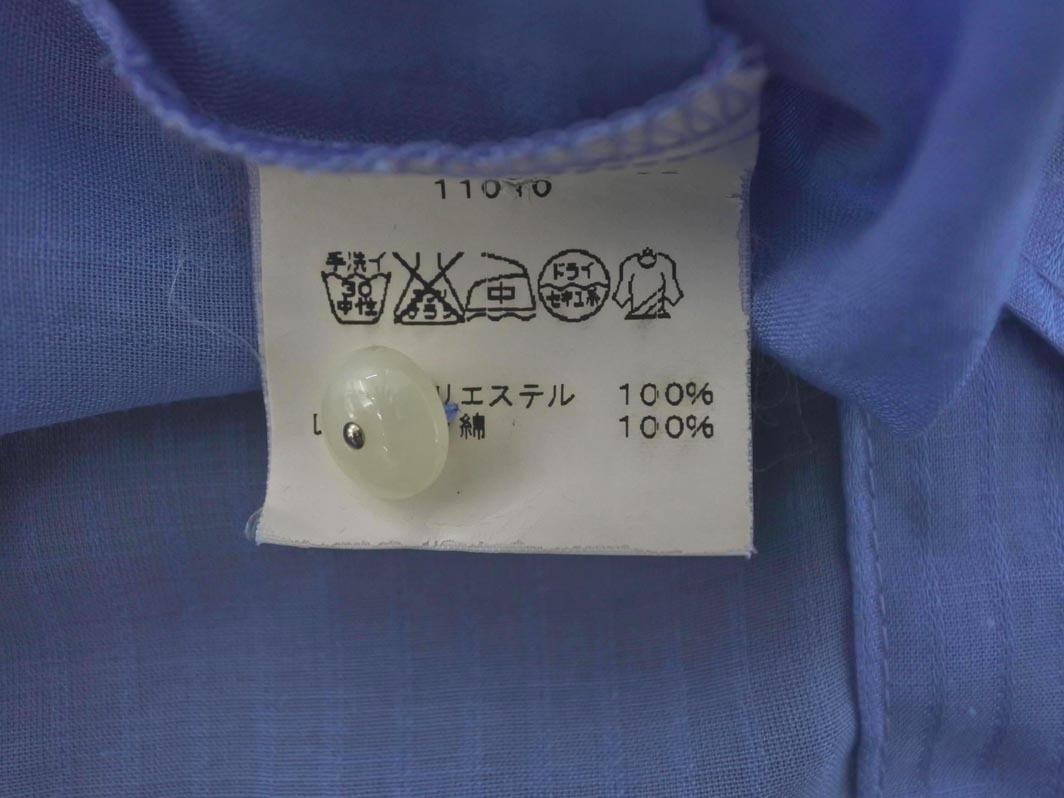 手洗イ
30
中性
中
ドライ
セキユ系
リエステル 100%
綿 100%